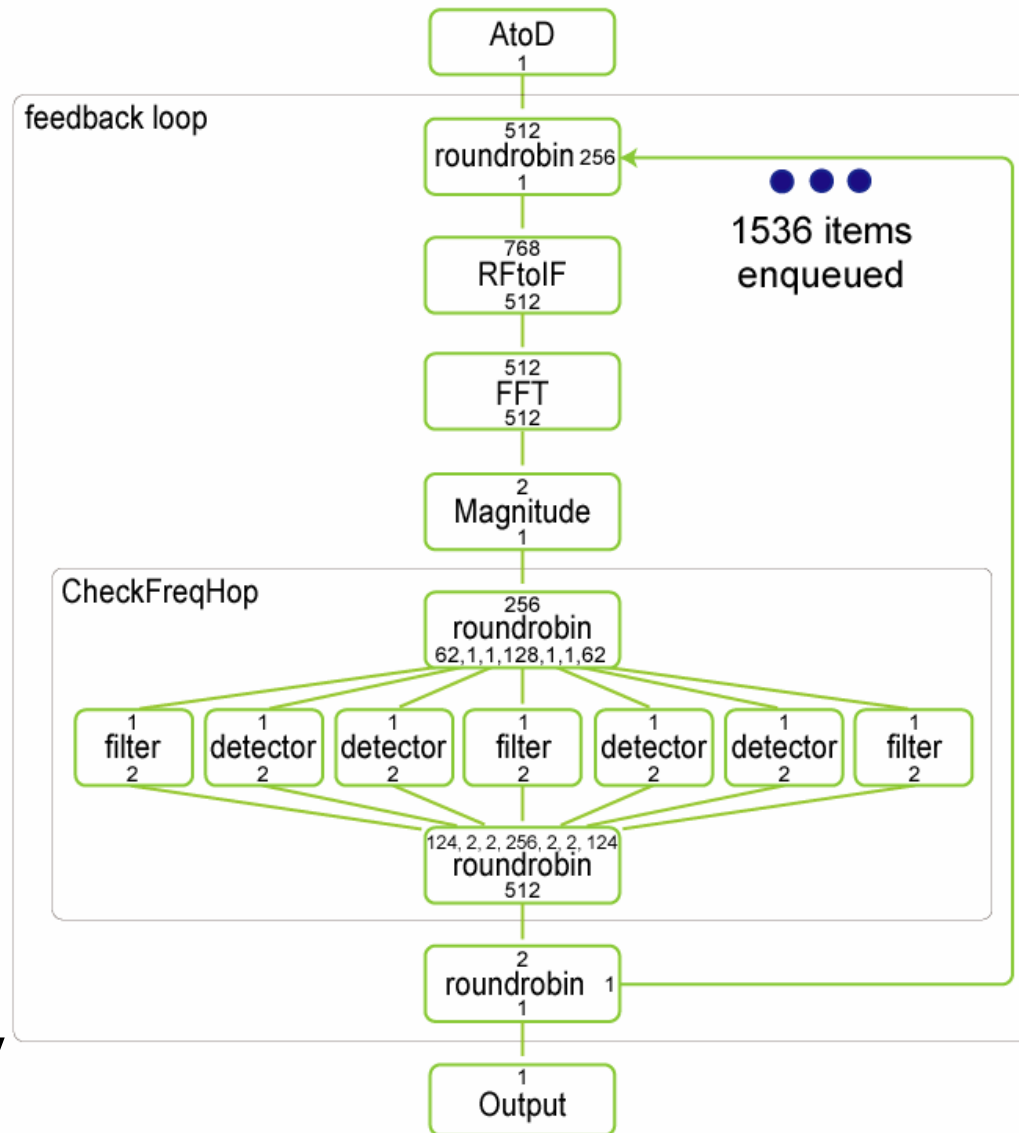 AtoD
1
feedback loop
512
roundrobin 256
1
1536 items
enqueued
768
RFtoIF
512
512
FFT
512
2
Magnitude
1
CheckFreqHop
256
roundrobin
62,1,1,128,1,1,62
1 1 1 1 1 1 1
filter detector detector filter detector detector filter
2 2 2 2 2 2 2
124, 2, 2, 256, 2, 2, 124
roundrobin
512
2
roundrobin 1
1
1
Output